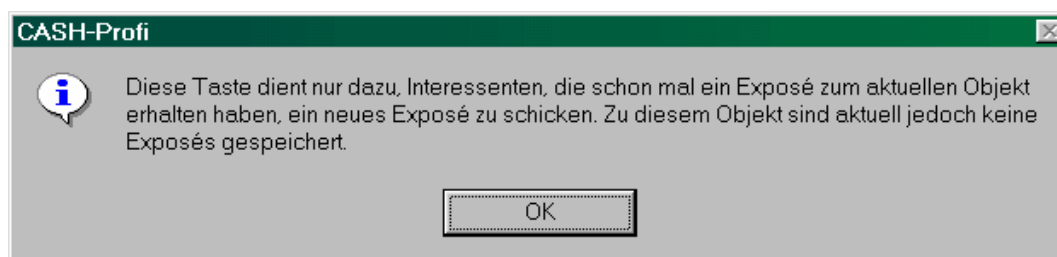 CASH-Profi
Diese Taste dient nur dazu, Interessenten, die schon mal ein Exposé zum aktuellen Objekt
erhalten haben, ein neues Exposé zu schicken. Zu diesem Objekt sind aktuell jedoch keine
Exposés gespeichert.
OK